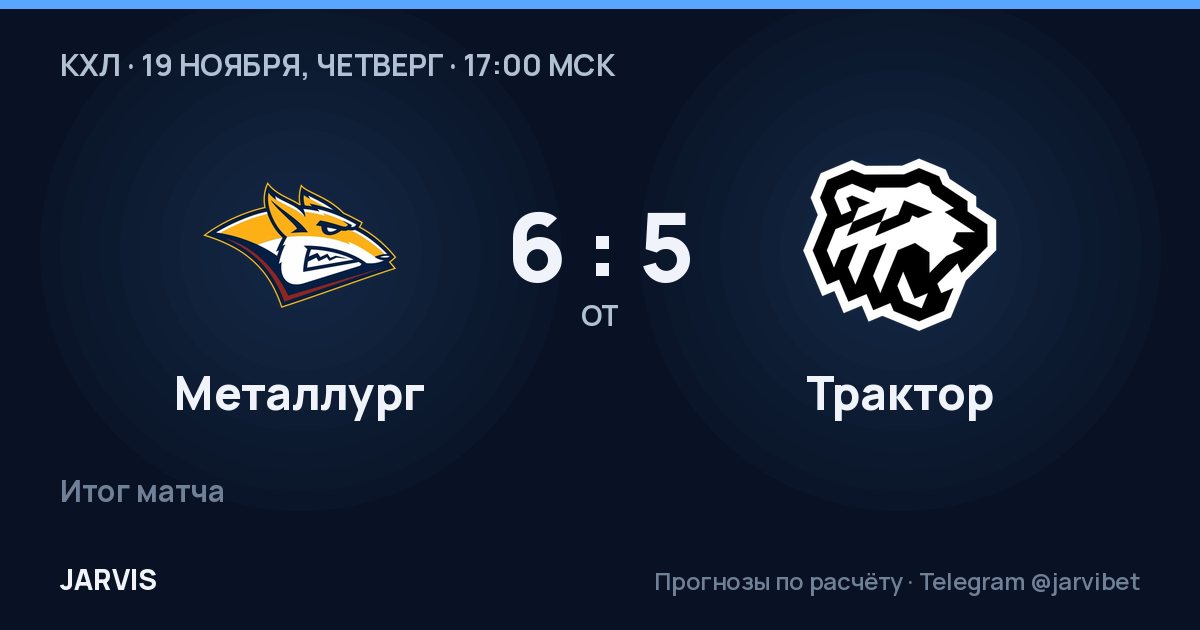 КХЛ · 19 НОЯБРЯ, ЧЕТВЕРГ · 17:00 МСК
6 : 5
ОТ
Металлург
Трактор
Итог матча
JARVIS
Прогнозы по расчёту · Telegram @jarvibet